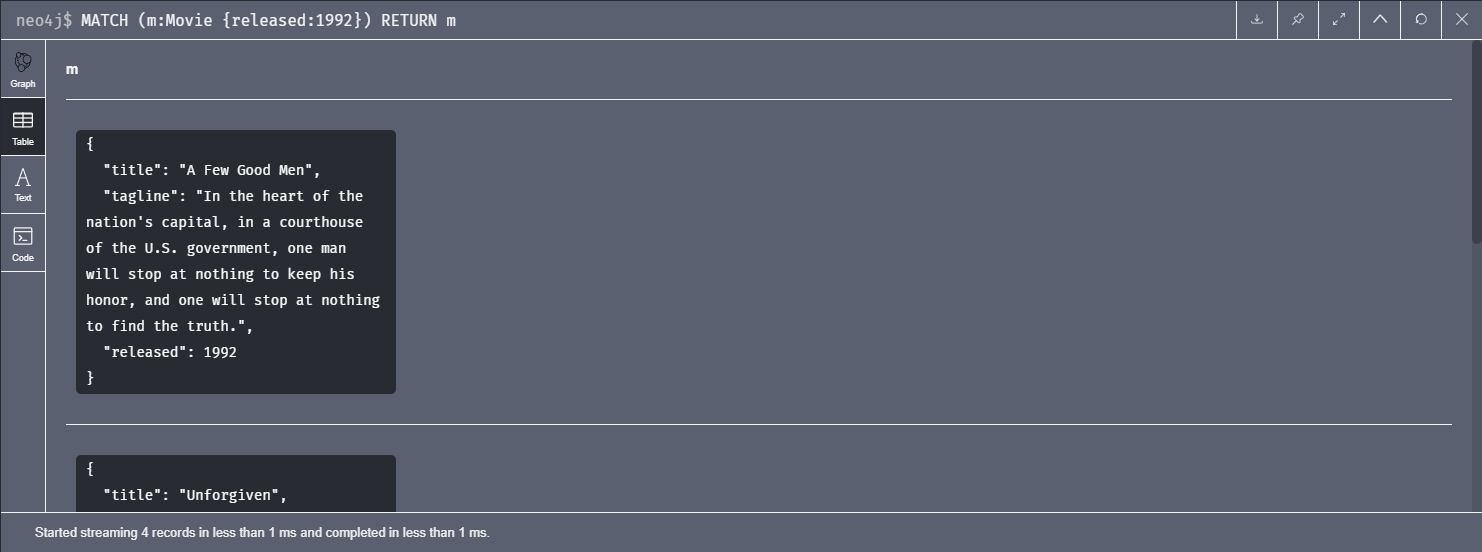 neo4j$ MATCH (m:Movie {released:1992}) RETURN m
Graph
Table
Text
Code
m
{
  "title": "A Few Good Men",
  "tagline": "In the heart of the
nation's capital, in a courthouse
of the U.S. government, one man
will stop at nothing to keep his
honor, and one will stop at nothing
to find the truth.",
  "released": 1992
}
{
  "title": "Unforgiven",
Started streaming 4 records in less than 1 ms and completed in less than 1 ms.